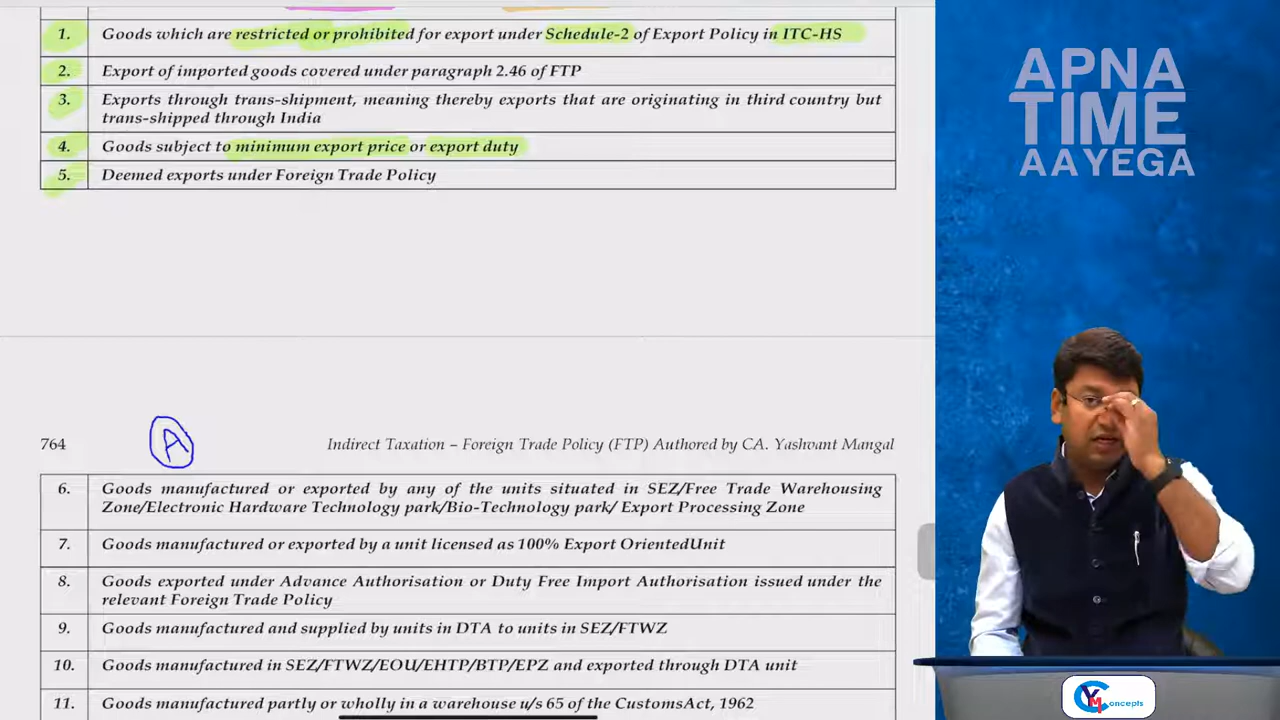 1. Goods which are restricted or prohibited for export under Schedule-2 of Export Policy in ITC-HS
2. Export of imported goods covered under paragraph 2.46 of FTP
3. Exports through trans-shipment, meaning thereby exports that are originating in third country but
trans-shipped through India
4. Goods subject to minimum export price or export duty
5. Deemed exports under Foreign Trade Policy
764
A
Indirect Taxation – Foreign Trade Policy (FTP) Authored by CA. Yashvant Mangal
6. Goods manufactured or exported by any of the units situated in SEZ/Free Trade Warehousing
Zone/Electronic Hardware Technology park/Bio-Technology park/ Export Processing Zone
7. Goods manufactured or exported by a unit licensed as 100% Export OrientedUnit
8. Goods exported under Advance Authorisation or Duty Free Import Authorisation issued under the
relevant Foreign Trade Policy
9. Goods manufactured and supplied by units in DTA to units in SEZ/FTWZ
10. Goods manufactured in SEZ/FTWZ/EOU/EHTP/BTP/EPZ and exported through DTA unit
11. Goods manufactured partly or wholly in a warehouse u/s 65 of the CustomsAct, 1962
APNA
TIME
AAYEGA
YM Concepts